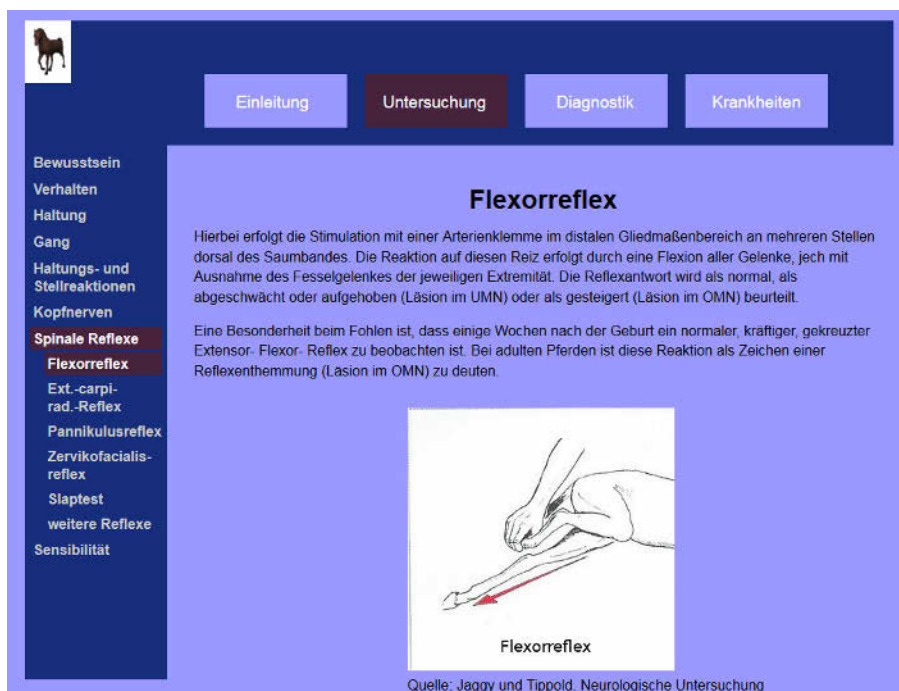 Einleitung
Untersuchung
Diagnostik
Krankheiten
Bewusstsein
Verhalten
Haltung
Gang
Haltungs- und
Stellreaktionen
Kopfnerven
Spinale Reflexe
Flexorreflex
Ext.-carpi-
rad.-Reflex
Pannikulusreflex
Zervikofacialis-
reflex
Slaptest
weitere Reflexe
Sensibilität
Flexorreflex
Hierbei erfolgt die Stimulation mit einer Arterienklemme im distalen Gliedmaßenbereich an mehreren Stellen
dorsal des Saumbandes. Die Reaktion auf diesen Reiz erfolgt durch eine Flexion aller Gelenke, jech mit
Ausnahme des Fesselgelenkes der jeweiligen Extremität. Die Reflexantwort wird als normal, als
abgeschwächt oder aufgehoben (Läsion im UMN) oder als gesteigert (Läsion im OMN) beurteilt.
Eine Besonderheit beim Fohlen ist, dass einige Wochen nach der Geburt ein normaler, kräftiger, gekreuzter
Extensor- Flexor- Reflex zu beobachten ist. Bei adulten Pferden ist diese Reaktion als Zeichen einer
Reflexenthemmung (Läsion im OMN) zu deuten.
Flexorreflex
Quelle: Jaggy und Tippold, Neurologische Untersuchung